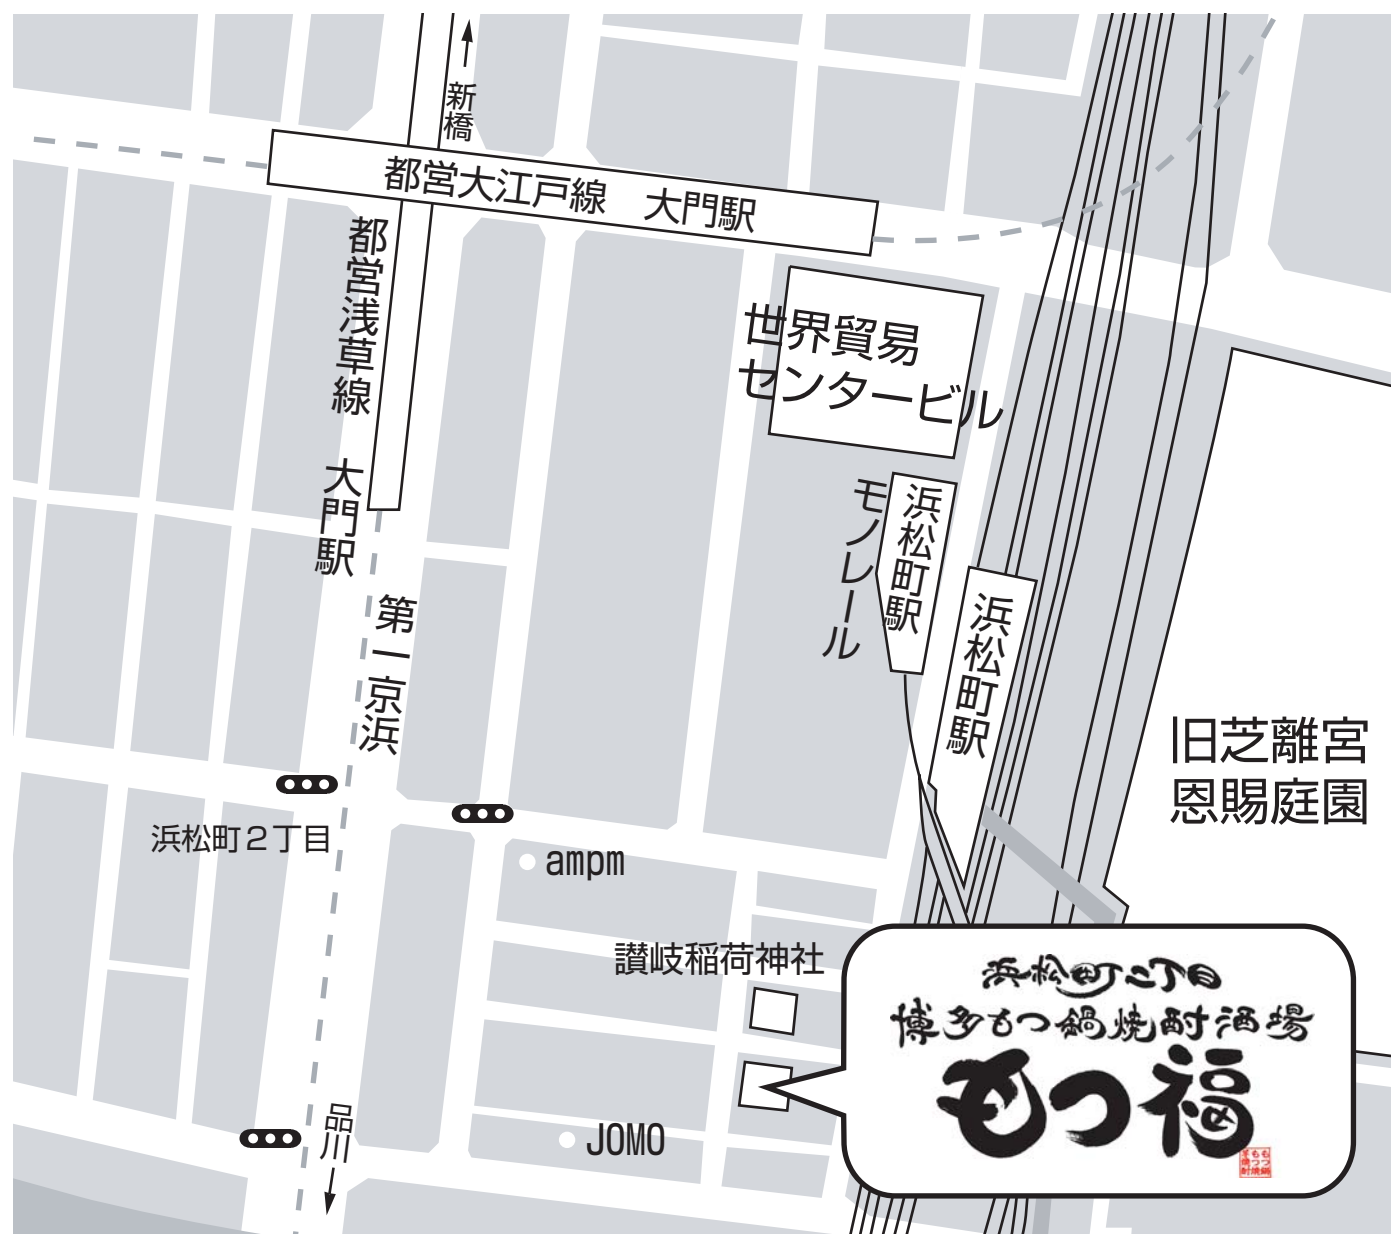 新橋
都営大江戸線　大門駅
都営浅草線　大門駅
世界貿易
センタービル
モノレール
浜松町駅
浜松町駅
第一京浜
旧芝離宮
恩賜庭園
浜松町２丁目
ampm
讃岐稲荷神社
JOMO
品川
浜松町二丁目
博多もつ鍋焼酎酒場
もつ福